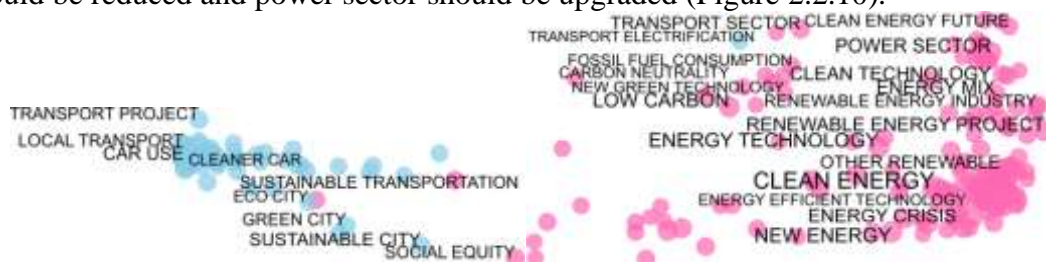 ould be reduced and power sector should be upgraded (Figure 2.2.10).
TRANSPORT PROJECT
LOCAL TRANSPORT
CAR USE
CLEANER CAR
SUSTAINABLE TRANSPORTATION
ECO CITY
GREEN CITY
SUSTAINABLE CITY
SOCIAL EQUITY
TRANSPORT SECTOR
CLEAN ENERGY FUTURE
TRANSPORT ELECTRIFICATION
POWER SECTOR
FOSSIL FUEL CONSUMPTION
CARBON NEUTRALITY
CLEAN TECHNOLOGY
NEW GREEN TECHNOLOGY
ENERGY MIX
LOW CARBON
RENEWABLE ENERGY INDUSTRY
RENEWABLE ENERGY PROJECT
ENERGY TECHNOLOGY
OTHER RENEWABLE
CLEAN ENERGY
ENERGY EFFICIENT TECHNOLOGY
ENERGY CRISIS
NEW ENERGY